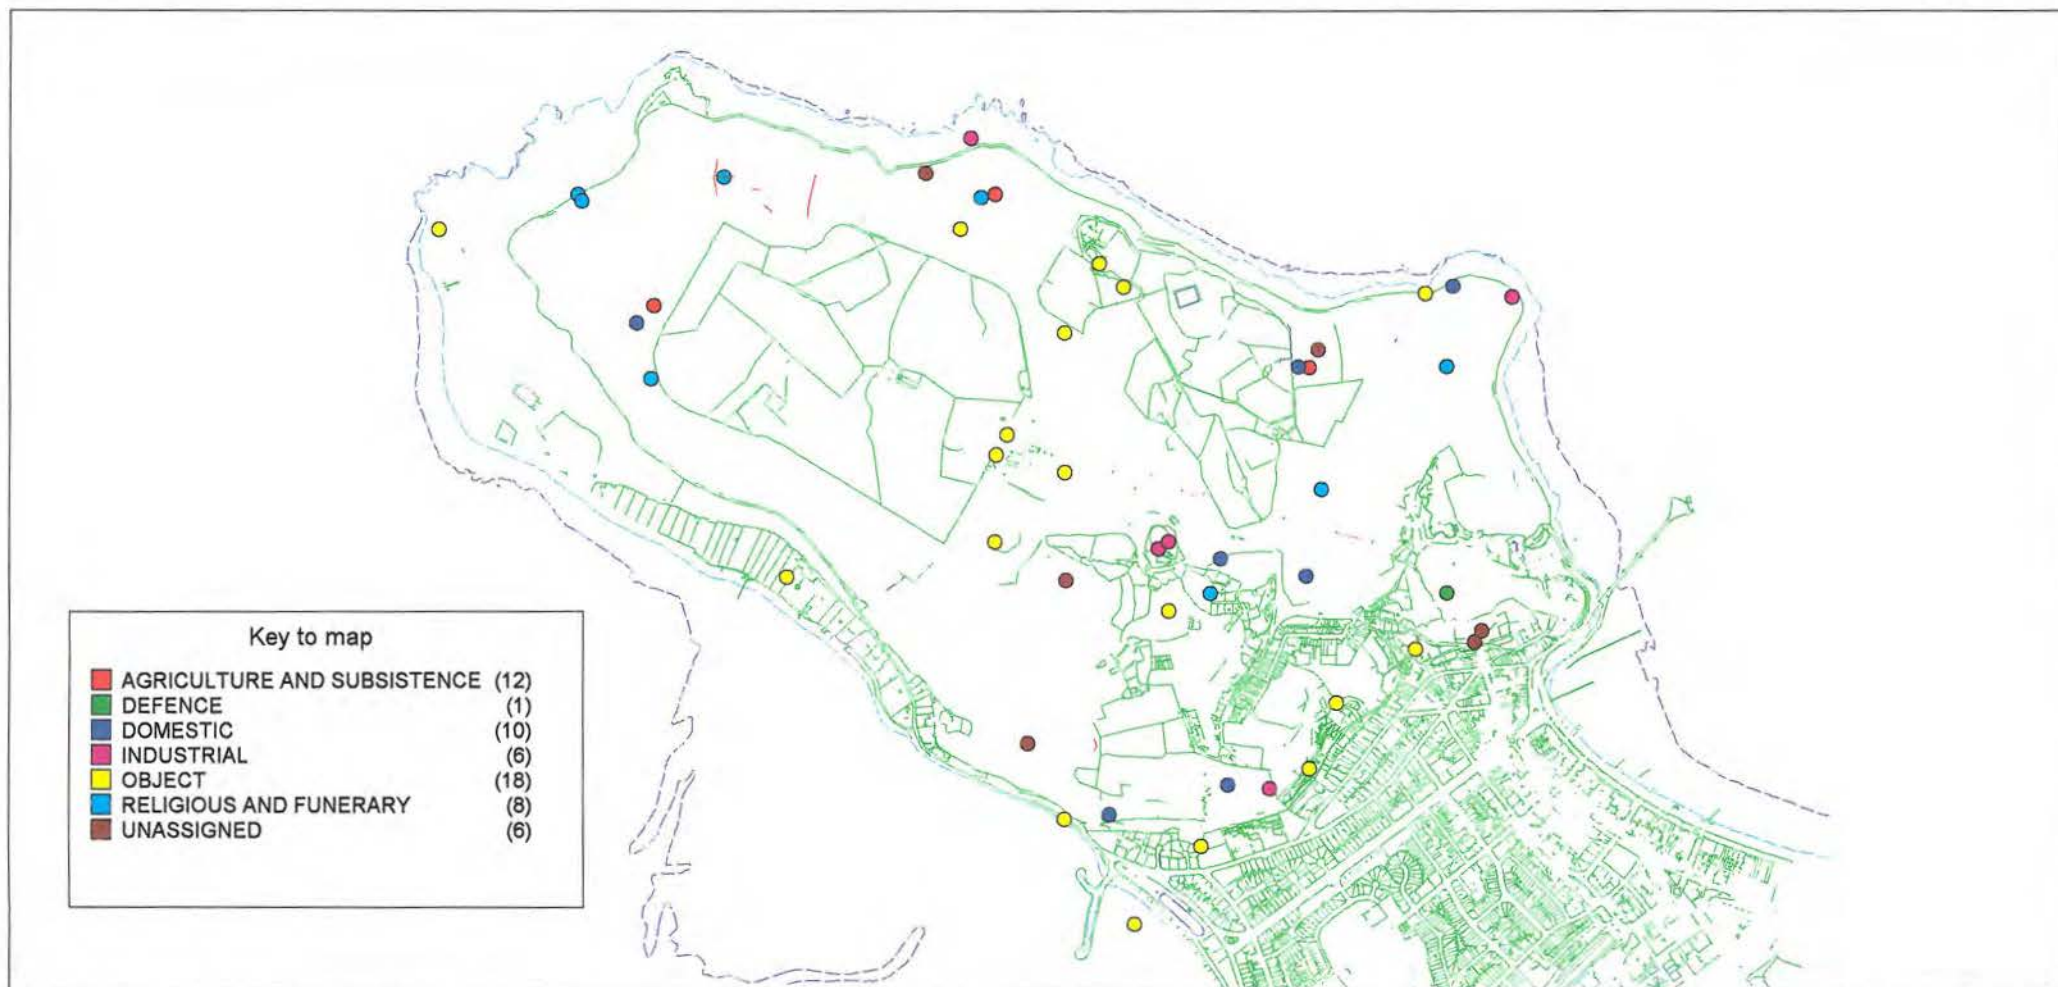 Key to map
AGRICULTURE AND SUBSISTENCE (12)
DEFENCE (1)
DOMESTIC (10)
INDUSTRIAL (6)
OBJECT (18)
RELIGIOUS AND FUNERARY (8)
UNASSIGNED (6)